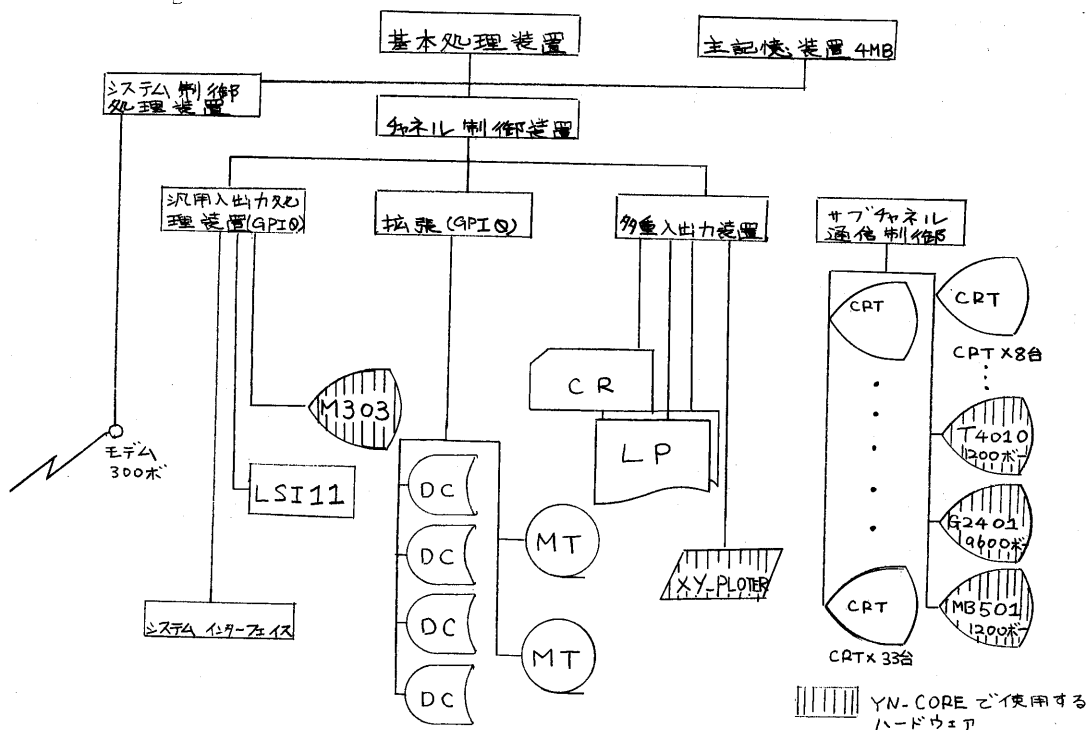 基本処理装置
主記憶装置 4MB
システム制御
処理装置
チャネル制御装置
汎用入出力処
理装置(GPIO)
拡張(GPIO)
多重入出力装置
サブチャネル
通信制御
CRT
CRT
CRT×8台
CR
M303
T4010
1200ボー
LP
モデム
300ボ
LSI11
DC
G2401
9600ボー
DC
MT
XY-PLOTER
システムインターフェイス
DC
CRT
MB501
1200ボー
MT
CRT×33台
DC
YN-CORE で使用する
ハードウェア